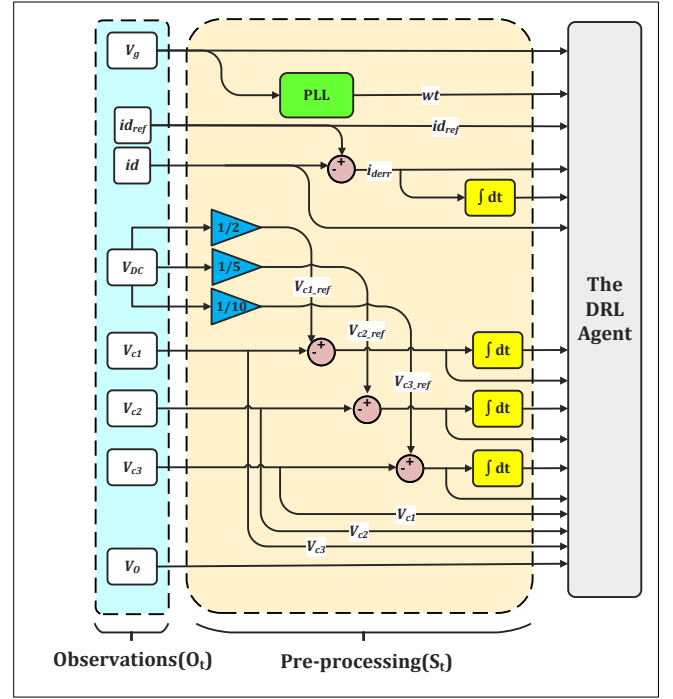 Vg
PLL
wt
idref
idref
id
- +
iderr
∫ dt
1/2
VDC
1/5
1/10
Vc1_ref
Vc2_ref
Vc3_ref
The
DRL
Agent
Vc1
- +
∫ dt
Vc2
- +
∫ dt
Vc3
- +
∫ dt
Vc1
Vc2
Vc3
VO
Observations(Ot)
Pre-processing(St)